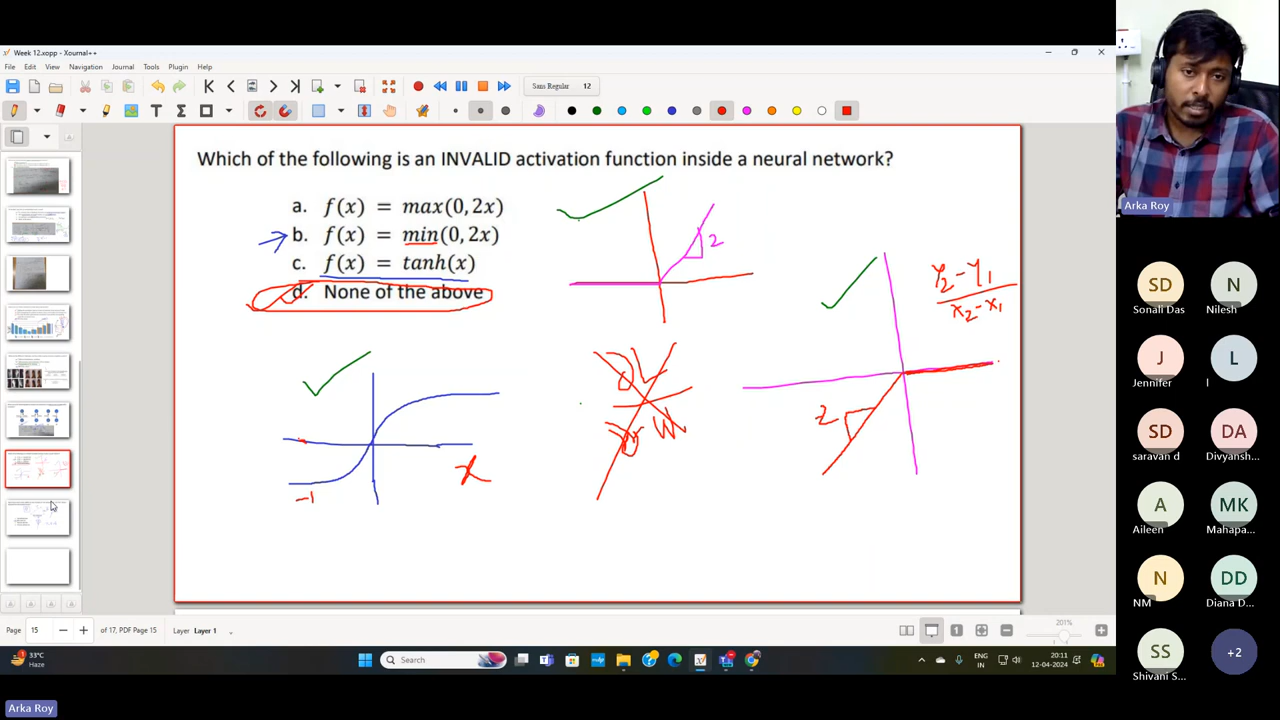 Week 12.xopp - Xournal++
File Edit View Navigation Journal Tools Plugin Help
Sans Regular 12
Which of the following is an INVALID activation function inside a neural network?
a. f(x) = max(0, 2x)
b. f(x) = min(0, 2x)
c. f(x) = tanh(x)
d. None of the above
2
Y2 - Y1
x2 - x1
2
-1
x
Page 15 of 17, PDF Page 15 Layer Layer 1
201%
33°C
Haze
Search
ENG
IN
20:11
12-04-2024
Arka Roy
Arka Roy
SD
Sonali Das
N
Nilesh
J
Jennifer
L
l
SD
saravan d
DA
Divyansh...
A
Aileen
MK
Mahapa...
N
NM
DD
Diana D...
SS
Shivani S...
+2